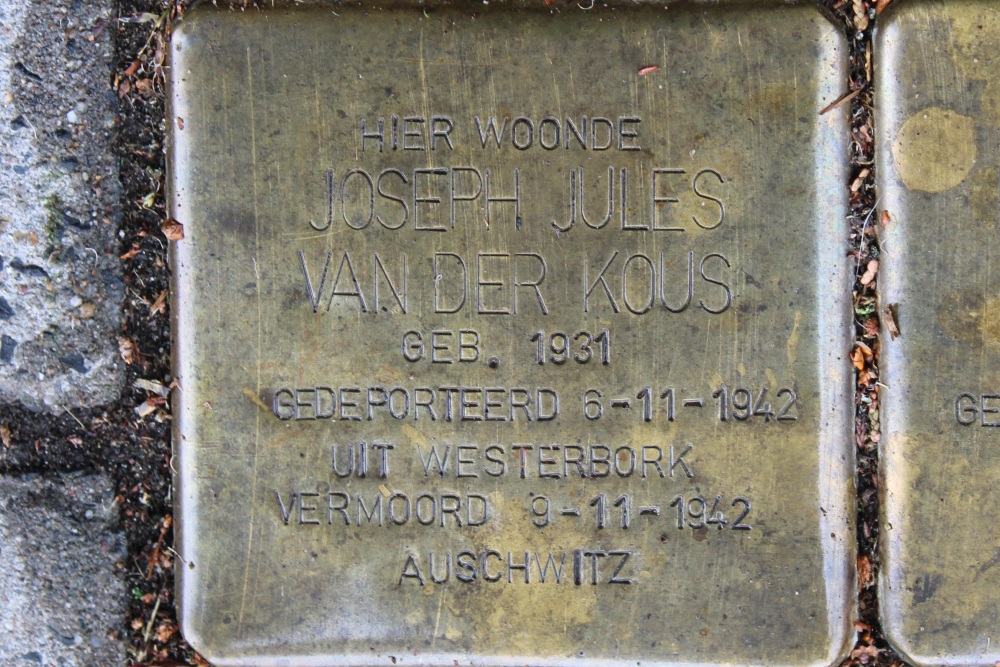 HIER WOONDE
JOSEPH JULES
VAN DER KOUS
GEB. 1931
GEDEPORTEERD 6-11-1942
UIT WESTERBORK
VERMOORD 9-11-1942
AUSCHWITZ
GE